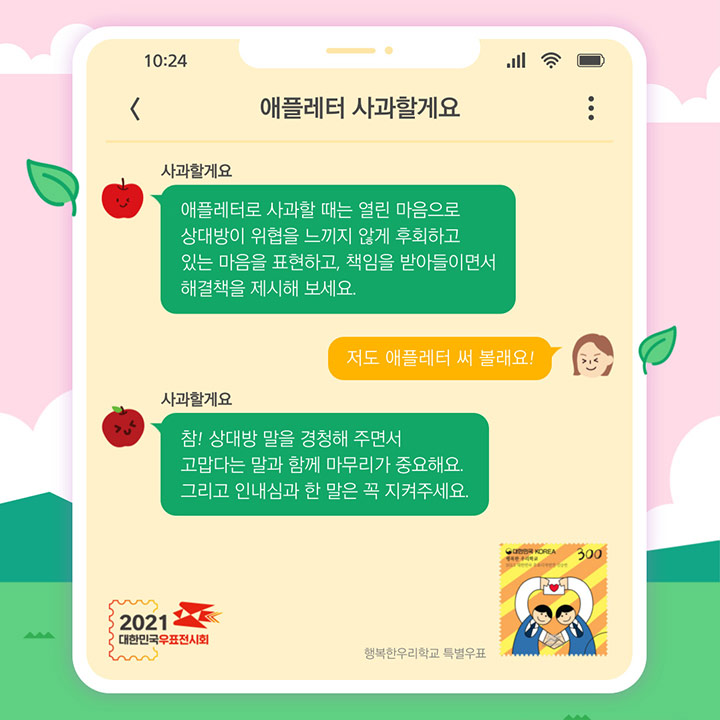 10:24
애플레터 사과할게요
사과할게요
애플레터로 사과할 때는 열린 마음으로
상대방이 위협을 느끼지 않게 후회하고
있는 마음을 표현하고, 책임을 받아들이면서
해결책을 제시해 보세요.
저도 애플레터 써 볼래요!
사과할게요
참! 상대방 말을 경청해 주면서
고맙다는 말과 함께 마무리가 중요해요.
그리고 인내심과 한 말은 꼭 지켜주세요.
대한민국 KOREA 300
행복한 우리학교
2021
대한민국우표전시회
행복한우리학교 특별우표